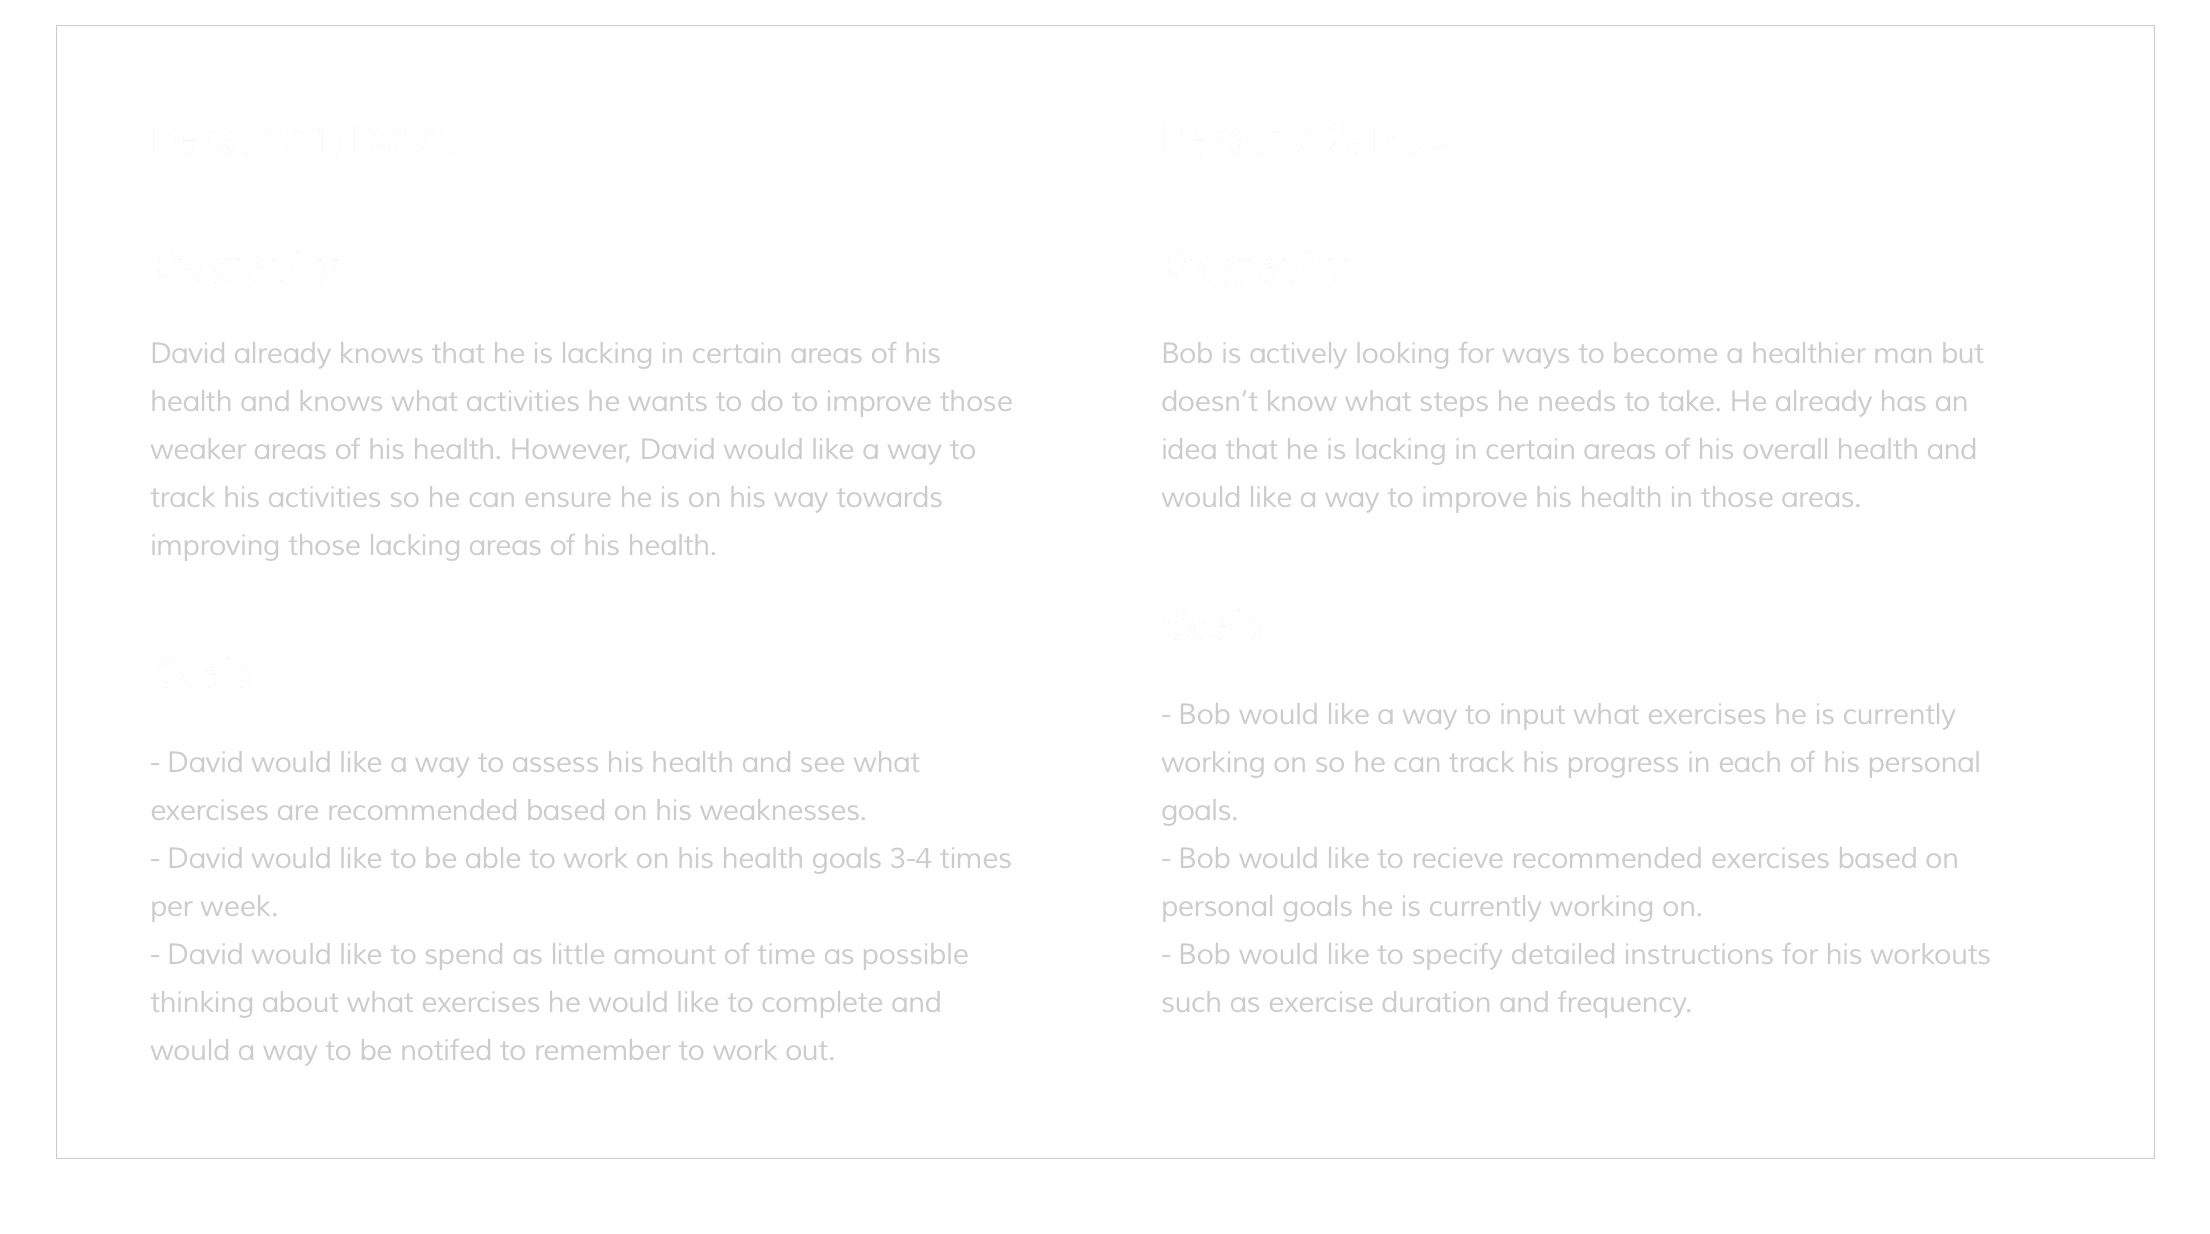 David already knows that he is lacking in certain areas of his
health and knows what activities he wants to do to improve those
weaker areas of his health. However, David would like a way to
track his activities so he can ensure he is on his way towards
improving those lacking areas of his health.
- David would like a way to assess his health and see what
exercises are recommended based on his weaknesses.
- David would like to be able to work on his health goals 3-4 times
per week.
- David would like to spend as little amount of time as possible
thinking about what exercises he would like to complete and
would a way to be notifed to remember to work out.
Bob is actively looking for ways to become a healthier man but
doesn’t know what steps he needs to take. He already has an
idea that he is lacking in certain areas of his overall health and
would like a way to improve his health in those areas.
- Bob would like a way to input what exercises he is currently
working on so he can track his progress in each of his personal
goals.
- Bob would like to recieve recommended exercises based on
personal goals he is currently working on.
- Bob would like to specify detailed instructions for his workouts
such as exercise duration and frequency.